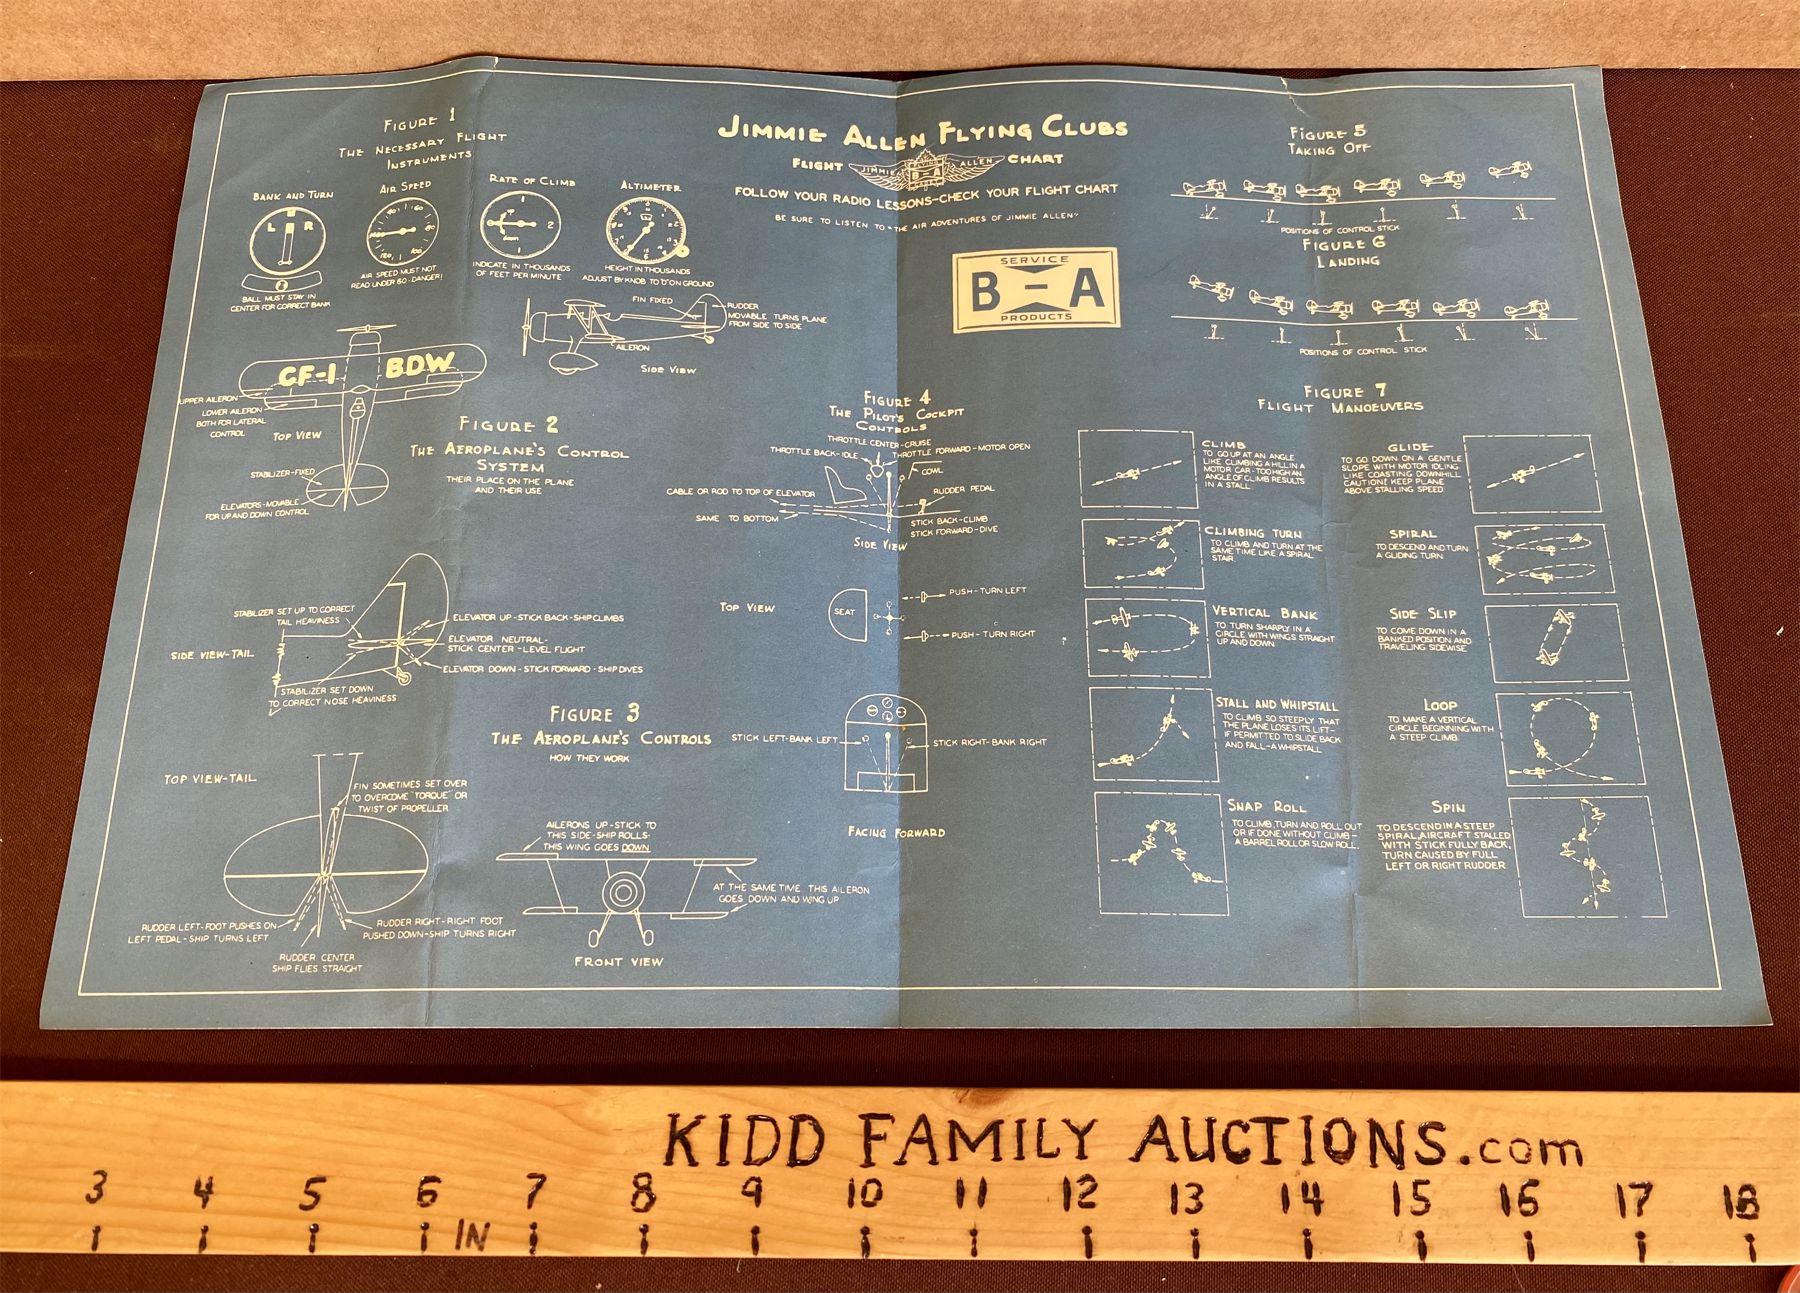 JIMMIE ALLEN FLYING CLUBS
FLIGHT
JIMMIE
FLYING
B-A
CADETS
ALLEN
CHART
FOLLOW YOUR RADIO LESSONS-CHECK YOUR FLIGHT CHART
BE SURE TO LISTEN TO "THE AIR ADVENTURES OF JIMMIE ALLEN"
SERVICE
B-A
PRODUCTS
FIGURE 1
THE NECESSARY FLIGHT
INSTRUMENTS
BANK AND TURN
L R
BALL MUST STAY IN
CENTER FOR CORRECT BANK
AIR SPEED
60
80
100
120
AIR SPEED MUST NOT
READ UNDER 60-DANGER!
RATE OF CLIMB
up
1
2
down
1
INDICATE IN THOUSANDS
OF FEET PER MINUTE
ALTIMETER
HEIGHT IN THOUSANDS
ADJUST BY KNOB TO "0" ON GROUND
FIN FIXED
RUDDER
MOVABLE TURNS PLANE
FROM SIDE TO SIDE
AILERON
SIDE VIEW
CF-1 BDW
UPPER AILERON
LOWER AILERON
BOTH FOR LATERAL
CONTROL
TOP VIEW
STABILIZER-FIXED
ELEVATORS-MOVABLE
FOR UP AND DOWN CONTROL
FIGURE 2
THE AEROPLANE'S CONTROL
SYSTEM
THEIR PLACE ON THE PLANE
AND THEIR USE
STABILIZER SET UP TO CORRECT
TAIL HEAVINESS
ELEVATOR UP-STICK BACK-SHIP CLIMBS
ELEVATOR NEUTRAL-
STICK CENTER-LEVEL FLIGHT
SIDE VIEW-TAIL
ELEVATOR DOWN-STICK FORWARD-SHIP DIVES
STABILIZER SET DOWN
TO CORRECT NOSE HEAVINESS
FIGURE 3
THE AEROPLANE'S CONTROLS
HOW THEY WORK
TOP VIEW-TAIL
FIN SOMETIMES SET OVER
TO OVERCOME "TORQUE" OR
TWIST OF PROPELLER
RUDDER LEFT-FOOT PUSHES ON
LEFT PEDAL-SHIP TURNS LEFT
RUDDER RIGHT-RIGHT FOOT
PUSHED DOWN-SHIP TURNS RIGHT
RUDDER CENTER
SHIP FLIES STRAIGHT
AILERONS UP-STICK TO
THIS SIDE-SHIP ROLLS-
THIS WING GOES DOWN
AT THE SAME TIME THIS AILERON
GOES DOWN AND WING UP
FRONT VIEW
FIGURE 4
THE PILOT'S COCKPIT
CONTROLS
THROTTLE CENTER-CRUISE
THROTTLE BACK-IDLE
THROTTLE FORWARD-MOTOR OPEN
COWL
CABLE OR ROD TO TOP OF ELEVATOR
RUDDER PEDAL
SAME TO BOTTOM
STICK BACK-CLIMB
STICK FORWARD-DIVE
SIDE VIEW
TOP VIEW
SEAT
PUSH-TURN LEFT
PUSH-TURN RIGHT
STICK LEFT-BANK LEFT
STICK RIGHT-BANK RIGHT
FACING FORWARD
FIGURE 5
TAKING OFF
POSITIONS OF CONTROL STICK
FIGURE 6
LANDING
POSITIONS OF CONTROL STICK
FIGURE 7
FLIGHT MANOEUVERS
CLIMB
TO GO UP AT AN ANGLE
LIKE CLIMBING A HILL IN A
MOTOR CAR-TOO HIGH AN
ANGLE OF CLIMB RESULTS
IN A STALL.
GLIDE
TO GO DOWN ON A GENTLE
SLOPE WITH MOTOR IDLING
LIKE COASTING DOWNHILL
CAUTION! KEEP PLANE
ABOVE STALLING SPEED
CLIMBING TURN
TO CLIMB AND TURN AT THE
SAME TIME LIKE A SPIRAL
STAIR.
SPIRAL
TO DESCEND AND TURN
A GLIDING TURN
VERTICAL BANK
TO TURN SHARPLY IN A
CIRCLE WITH WINGS STRAIGHT
UP AND DOWN
SIDE SLIP
TO COME DOWN IN A
BANKED POSITION AND
TRAVELING SIDEWISE
STALL AND WHIPSTALL
TO CLIMB SO STEEPLY THAT
THE PLANE LOSES ITS LIFT-
IF PERMITTED TO SLIDE BACK
AND FALL-A WHIPSTALL
LOOP
TO MAKE A VERTICAL
CIRCLE BEGINNING WITH
A STEEP CLIMB.
SNAP ROLL
TO CLIMB, TURN AND ROLL OUT
OR IF DONE WITHOUT CLIMB-
A BARREL ROLL OR SLOW ROLL.
SPIN
TO DESCEND IN A STEEP
SPIRAL, AIRCRAFT STALLED
WITH STICK FULLY BACK,
TURN CAUSED BY FULL
LEFT OR RIGHT RUDDER
KIDD FAMILY AUCTIONS.com
3 4 5 6 7 8 9 10 11 12 13 14 15 16 17 18
IN